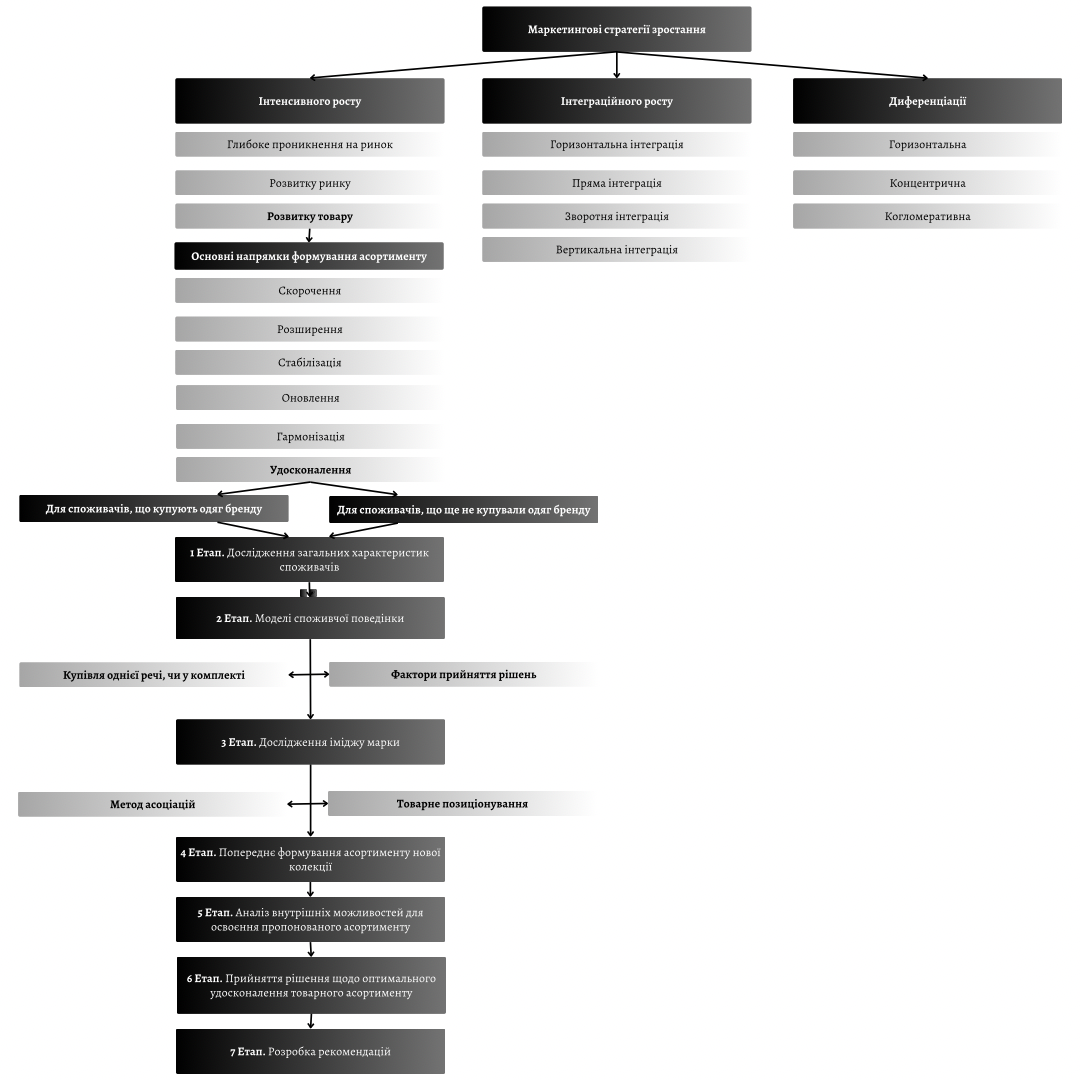 Маркетингові стратегії зростання
Інтенсивного росту
Інтеграційного росту
Диференціації
Глибоке проникнення на ринок
Горизонтальна інтеграція
Горизонтальна
Розвитку ринку
Пряма інтеграція
Концентрична
Розвитку товару
Зворотня інтеграція
Когломеративна
Вертикальна інтеграція
Основні напрямки формування асортименту
Скорочення
Розширення
Стабілізація
Оновлення
Гармонізація
Удосконалення
Для споживачів, що купують одяг бренду
Для споживачів, що ще не купували одяг бренду
1 Етап. Дослідження загальних характеристик
споживачів
2 Етап. Моделі споживчої поведінки
Купівля однієї речі, чи у комплекті
Фактори прийняття рішень
3 Етап. Дослідження іміджу марки
Метод асоціацій
Товарне позиціонування
4 Етап. Попереднє формування асортименту нової
колекції
5 Етап. Аналіз внутрішніх можливостей для
освоєння пропонованого асортименту
6 Етап. Прийняття рішення щодо оптимального
удосконалення товарного асортименту
7 Етап. Розробка рекомендацій